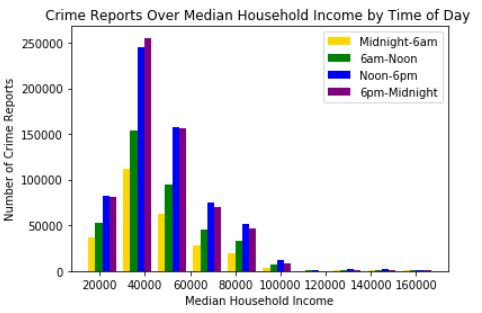 Crime Reports Over Median Household Income by Time of Day
250000
200000
150000
100000
50000
0
Number of Crime Reports
Midnight-6am
6am-Noon
Noon-6pm
6pm-Midnight
20000 40000 60000 80000 100000 120000 140000 160000
Median Household Income